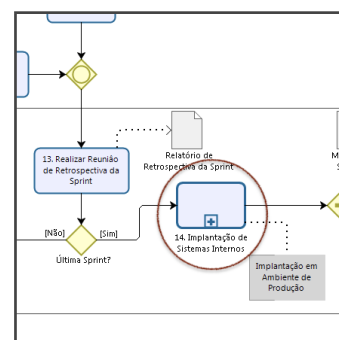 13. Realizar Reunião
de Retrospectiva da
Sprint
Relatório de
Retrospectiva da Sprint
M
S
14. Implantação de
Sistemas Internos
[Não]
[Sim]
Última Sprint?
Implantação em
Ambiente de
Produção